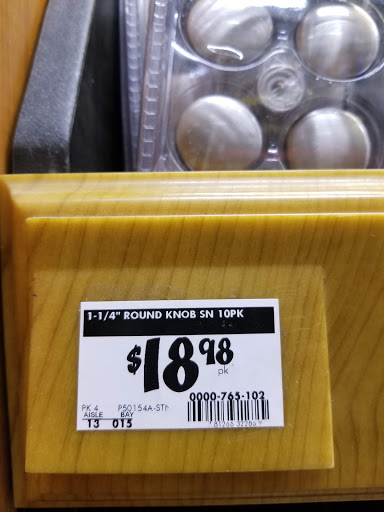 1-1/4" ROUND KNOB SN 10PK
$18.98
pk
0000-765-102
PK 4 P50154A-STN
AISLE BAY
13 015